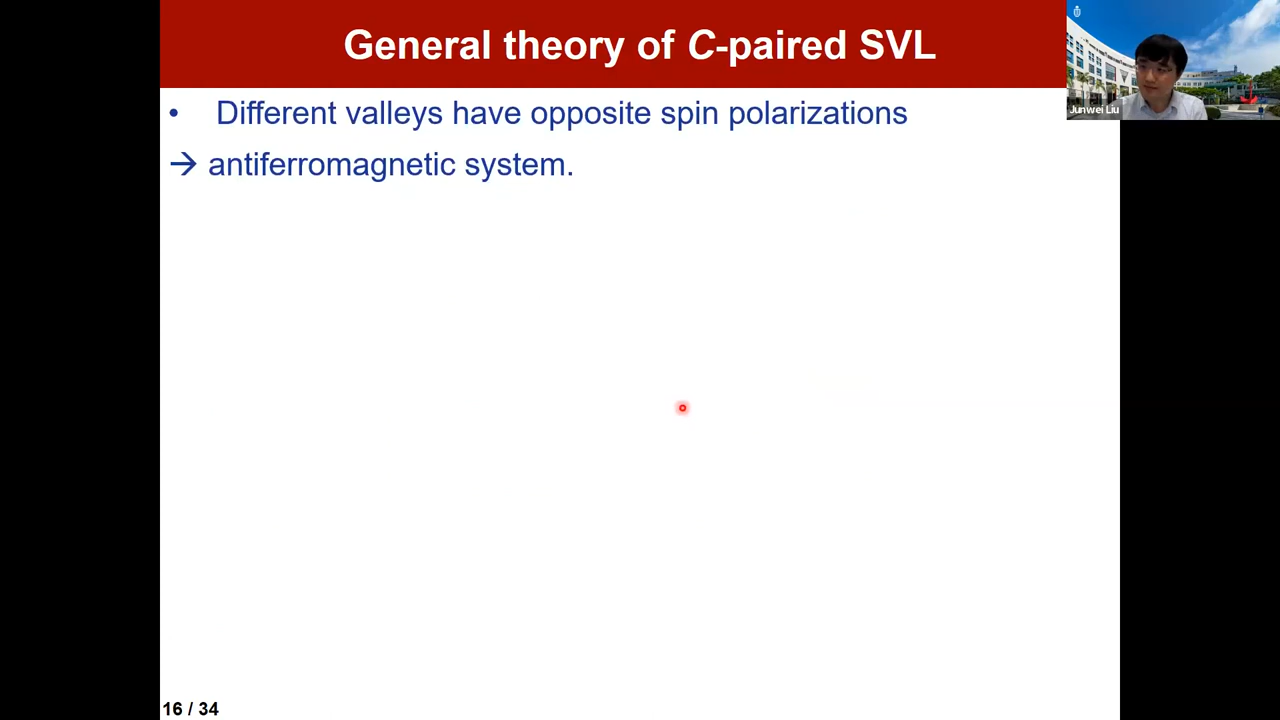 General theory of C-paired SVL
• Different valleys have opposite spin polarizations
→ antiferromagnetic system.
Junwei Liu
16 / 34